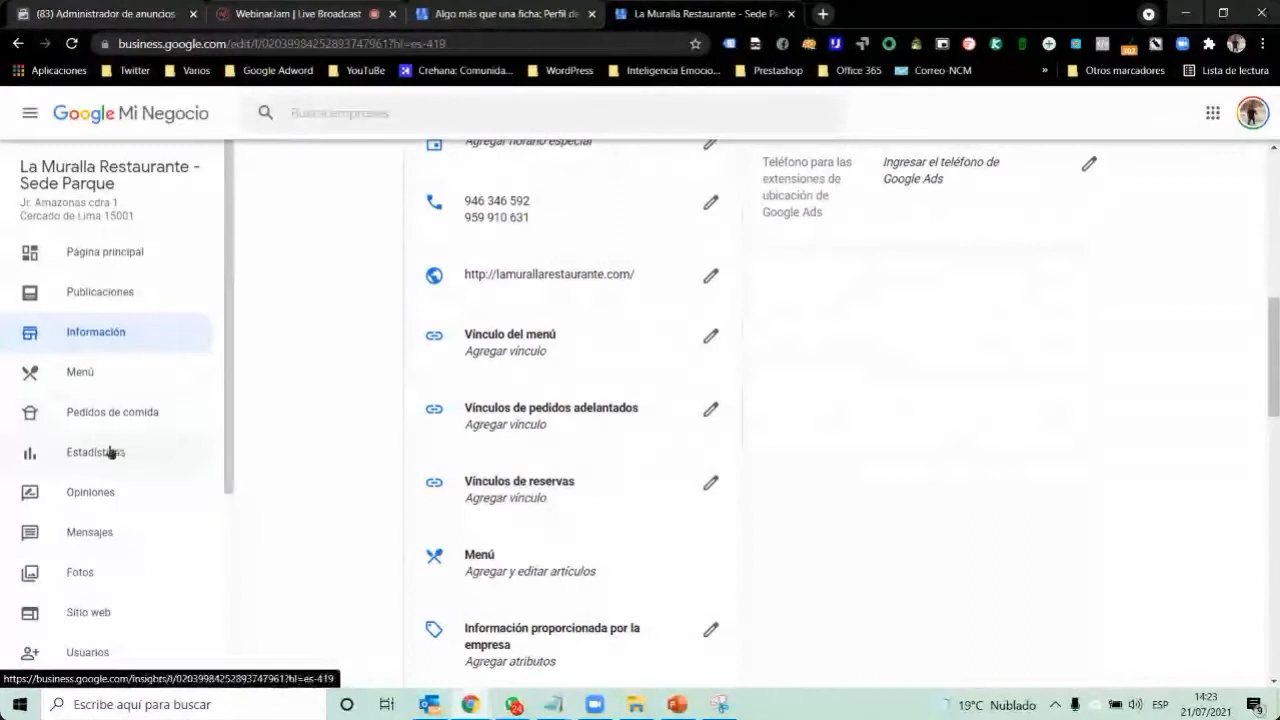 (83) Administrador de anuncios
WebinarJam | Live Broadcast
Algo más que una ficha: Perfil de
La Muralla Restaurante - Sede P
business.google.com/edit/l/02039984252893747961?hl=es-419
307
Aplicaciones
Twitter
Varios
Google Adword
YouTube
Crehana: Comunida...
WordPress
Inteligencia Emocio...
Prestashop
Office 365
Correo-NCM
»
Otros marcadores
Lista de lectura
Google Mi Negocio
Buscar empresas
La Muralla Restaurante -
Sede Parque
Jr. Amazonas cdra 1
Cercado de Lima 15001
Página principal
Publicaciones
Información
Menú
Pedidos de comida
Estadísticas
Opiniones
Mensajes
Fotos
Sitio web
Usuarios
Agregar horario especial
946 346 592
959 910 631
http://lamurallarestaurante.com/
Vínculo del menú
Agregar vínculo
Vínculos de pedidos adelantados
Agregar vínculo
Vínculos de reservas
Agregar vínculo
Menú
Agregar y editar artículos
Información proporcionada por la
empresa
Agregar atributos
Teléfono para las
extensiones de
ubicación de
Google Ads
Ingresar el teléfono de
Google Ads
https://business.google.com/insights/l/02039984252893747961?hl=es-419
Escribe aquí para buscar
24
19°C Nublado
ESP
14:23
21/07/2021
9